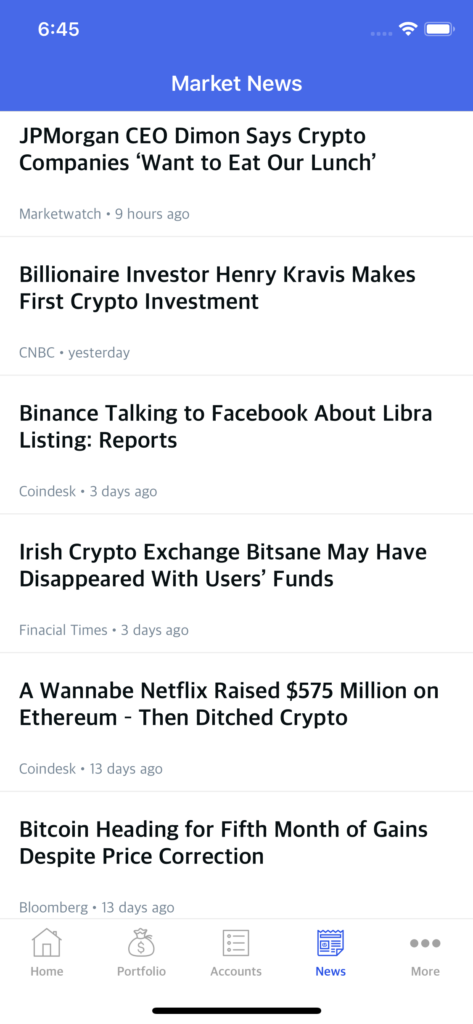 6:45
Market News
JPMorgan CEO Dimon Says Crypto
Companies ‘Want to Eat Our Lunch’
Marketwatch • 9 hours ago
Billionaire Investor Henry Kravis Makes
First Crypto Investment
CNBC • yesterday
Binance Talking to Facebook About Libra
Listing: Reports
Coindesk • 3 days ago
Irish Crypto Exchange Bitsane May Have
Disappeared With Users’ Funds
Finacial Times • 3 days ago
A Wannabe Netflix Raised $575 Million on
Ethereum - Then Ditched Crypto
Coindesk • 13 days ago
Bitcoin Heading for Fifth Month of Gains
Despite Price Correction
Bloomberg • 13 days ago
Home Portfolio Accounts News More